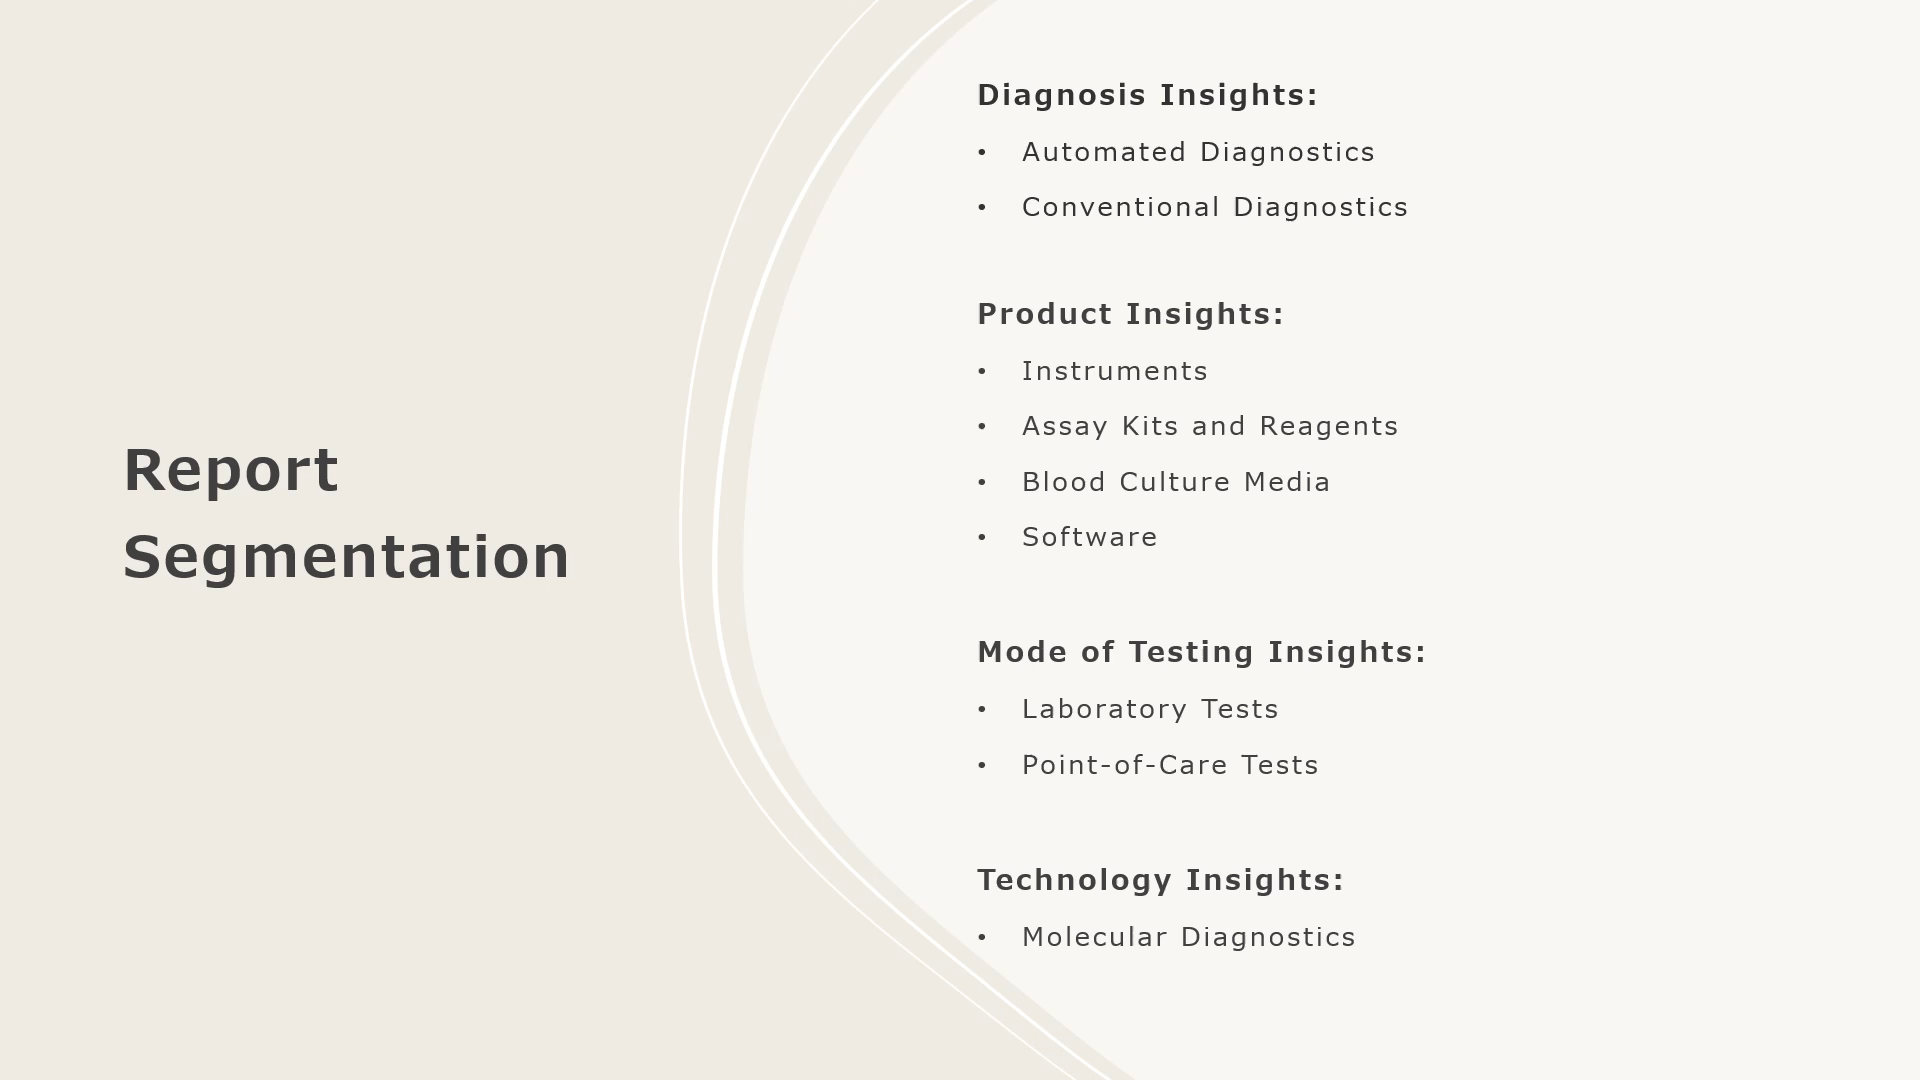 Report
Segmentation
Diagnosis Insights:
• Automated Diagnostics
• Conventional Diagnostics
Product Insights:
• Instruments
• Assay Kits and Reagents
• Blood Culture Media
• Software
Mode of Testing Insights:
• Laboratory Tests
• Point-of-Care Tests
Technology Insights:
• Molecular Diagnostics